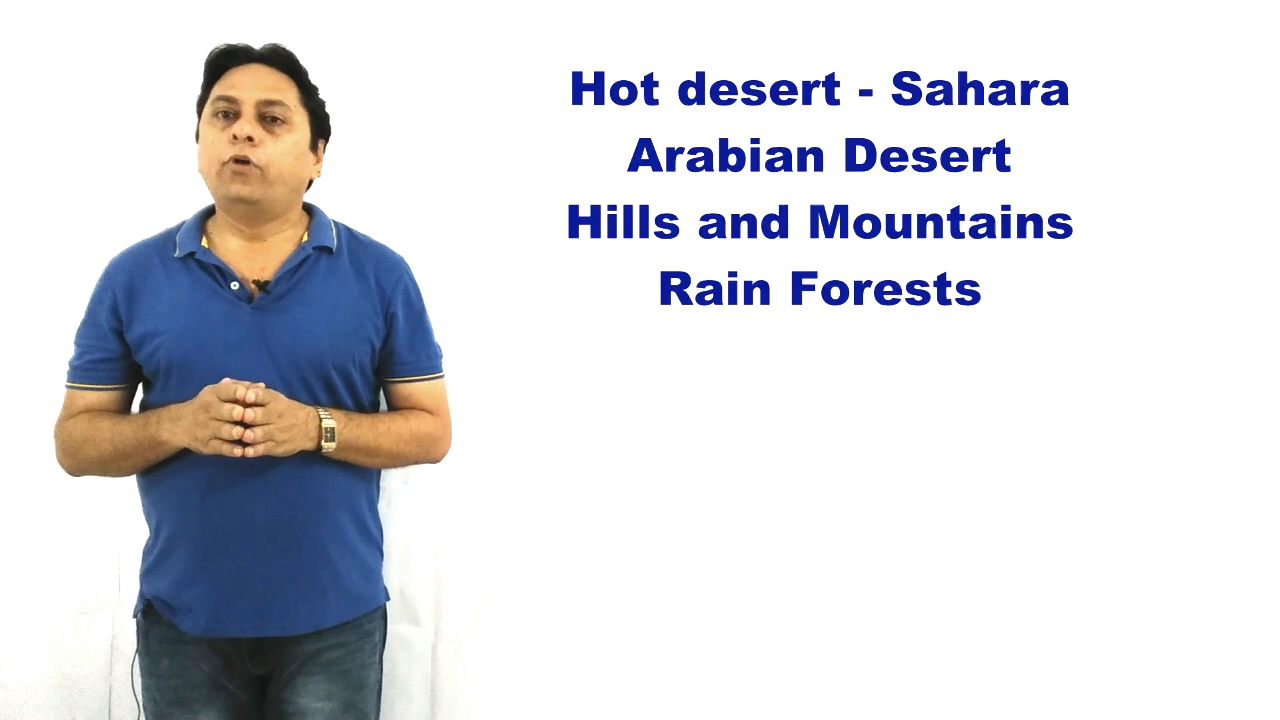 Hot desert - Sahara
Arabian Desert
Hills and Mountains
Rain Forests